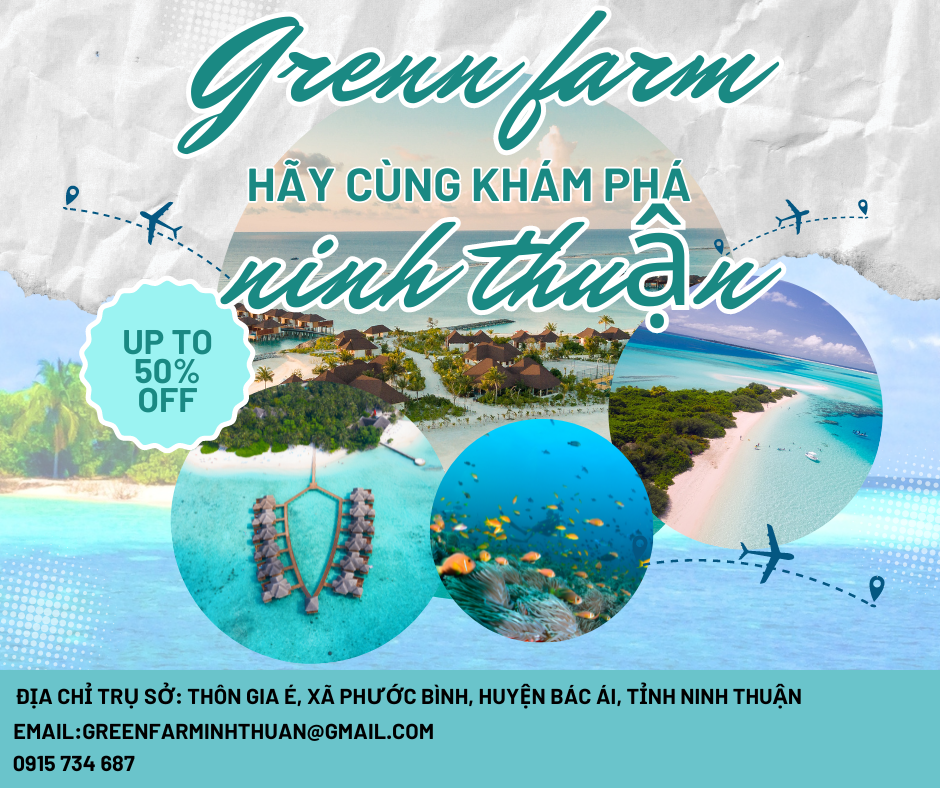 Grenn farm
HÃY CÙNG KHÁM PHÁ
ninh thuận
UP TO
50%
OFF
ĐỊA CHỈ TRỤ SỞ: THÔN GIA É, XÃ PHƯỚC BÌNH, HUYỆN BÁC ÁI, TỈNH NINH THUẬN
EMAIL:GREENFARMINHTHUAN@GMAIL.COM
0915 734 687